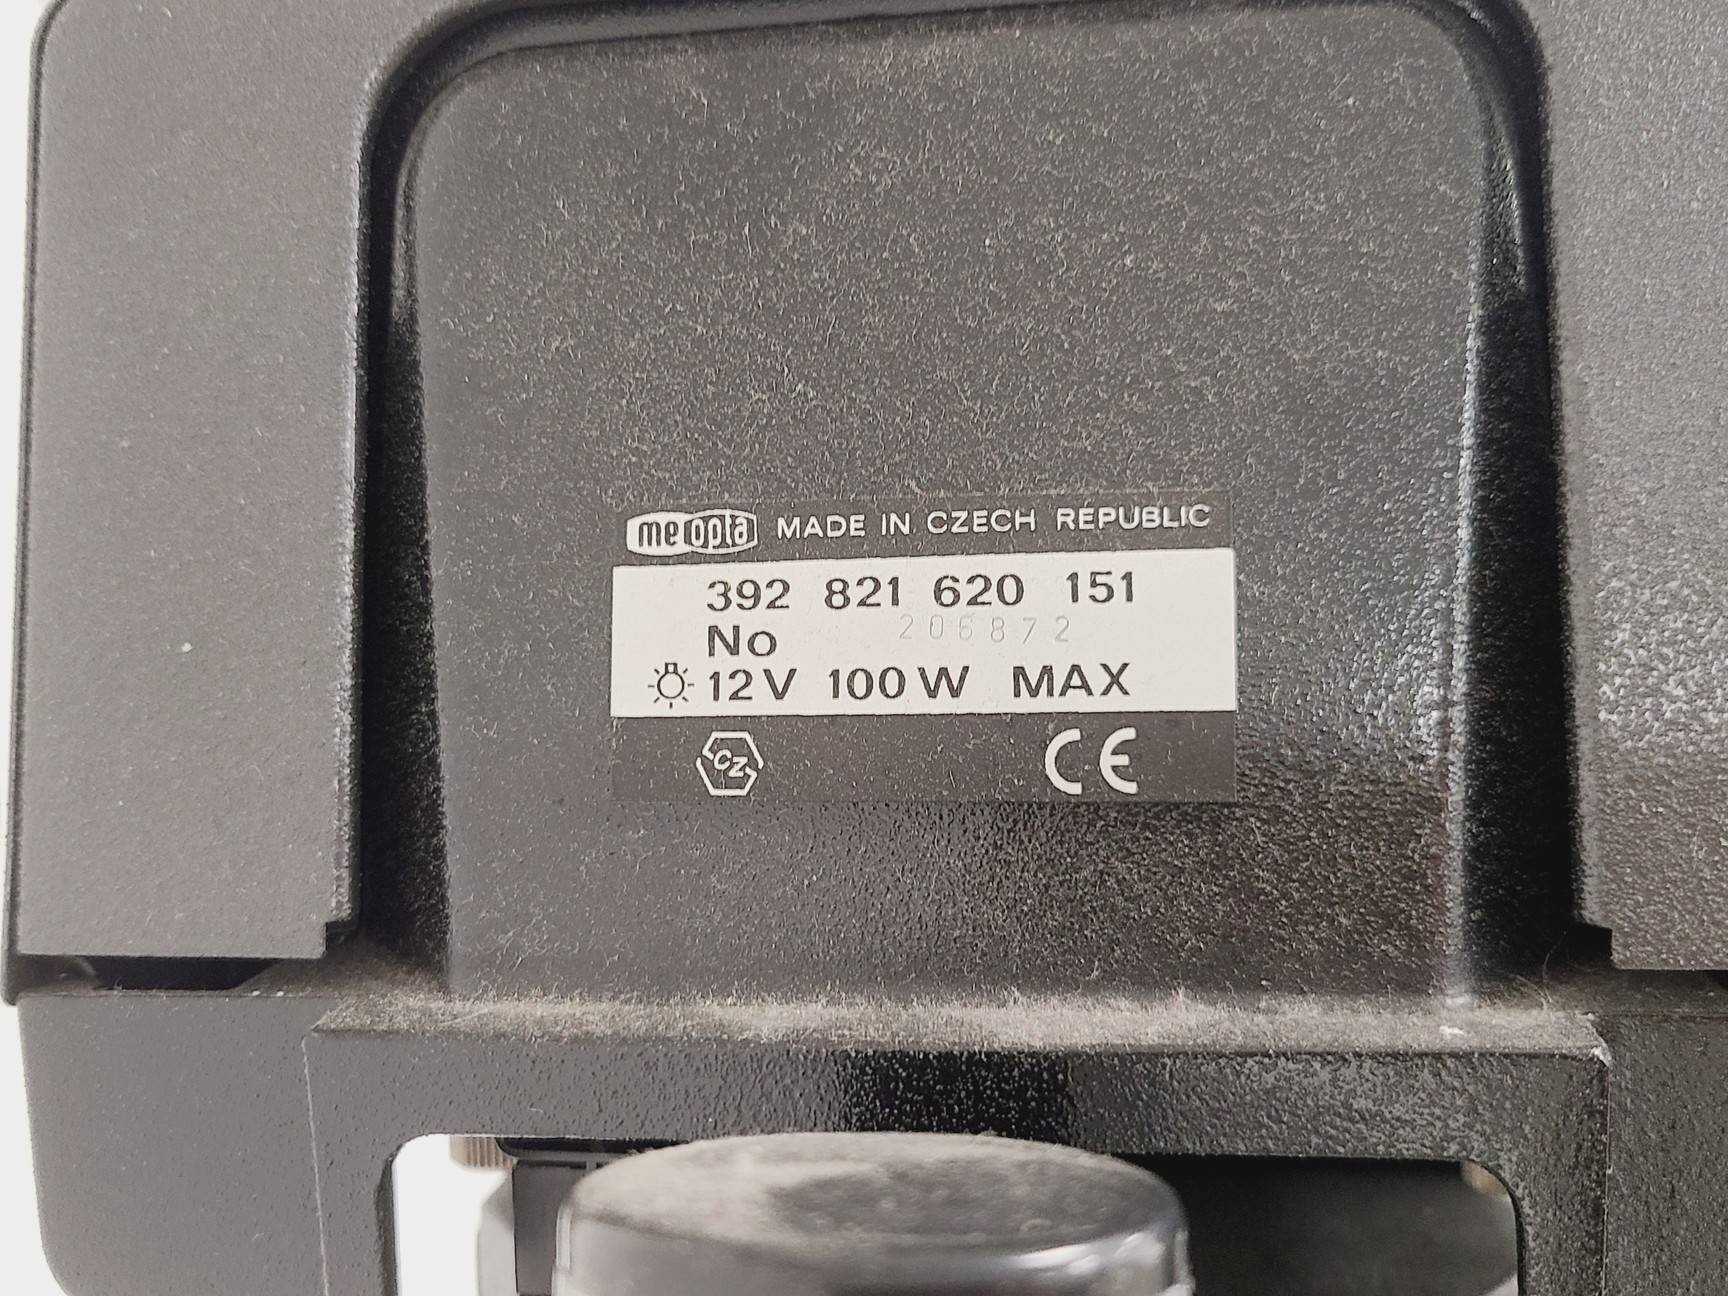 meopta MADE IN CZECH REPUBLIC
392 821 620 151
No 206872
12V 100W MAX
CZ CE